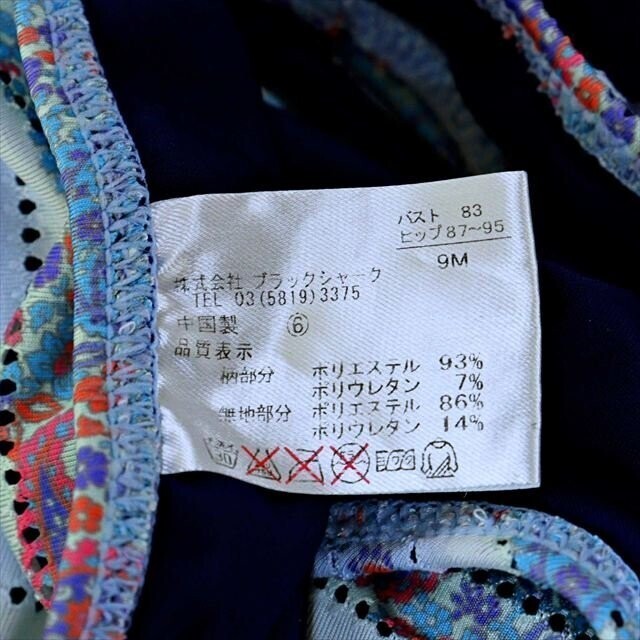 バスト 83
ヒップ 87~95
9M
株式会社 ブラックシャーク
TEL 03(5819)3375
中国製 ⑥
品質表示
柄部分 ポリエステル 93%
ポリウレタン 7%
無地部分 ポリエステル 86%
ポリウレタン 14%